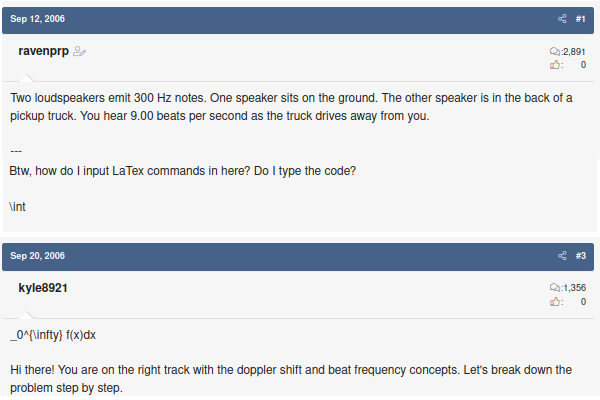 Sep 12, 2006 #1
ravenprp :2,891
: 0
Two loudspeakers emit 300 Hz notes. One speaker sits on the ground. The other speaker is in the back of a
pickup truck. You hear 9.00 beats per second as the truck drives away from you.
---
Btw, how do I input LaTex commands in here? Do I type the code?
\int
Sep 20, 2006 #3
kyle8921 :1,356
: 0
_0^{\infty} f(x)dx
Hi there! You are on the right track with the doppler shift and beat frequency concepts. Let's break down the
problem step by step.